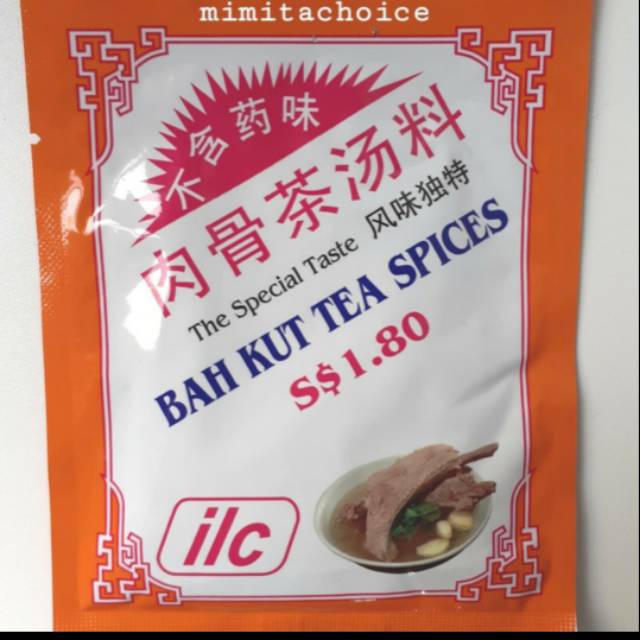 mimitachoice
不含药味
肉骨茶汤料
The Special Taste 风味独特
BAH KUT TEA SPICES
S$1.80
ilc